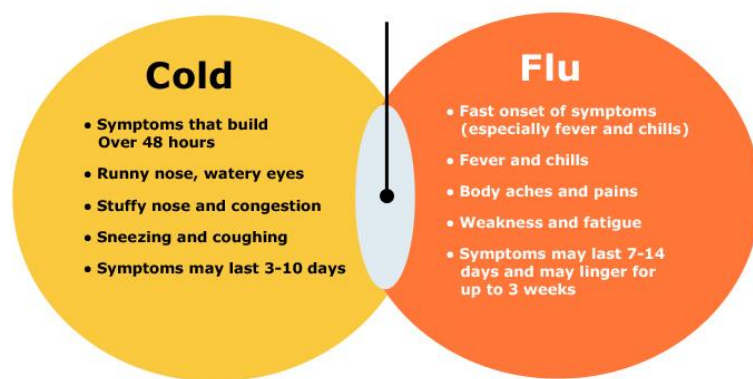 Cold
• Symptoms that build
Over 48 hours
• Runny nose, watery eyes
• Stuffy nose and congestion
• Sneezing and coughing
• Symptoms may last 3-10 days
Flu
• Fast onset of symptoms
(especially fever and chills)
• Fever and chills
• Body aches and pains
• Weakness and fatigue
• Symptoms may last 7-14
days and may linger for
up to 3 weeks